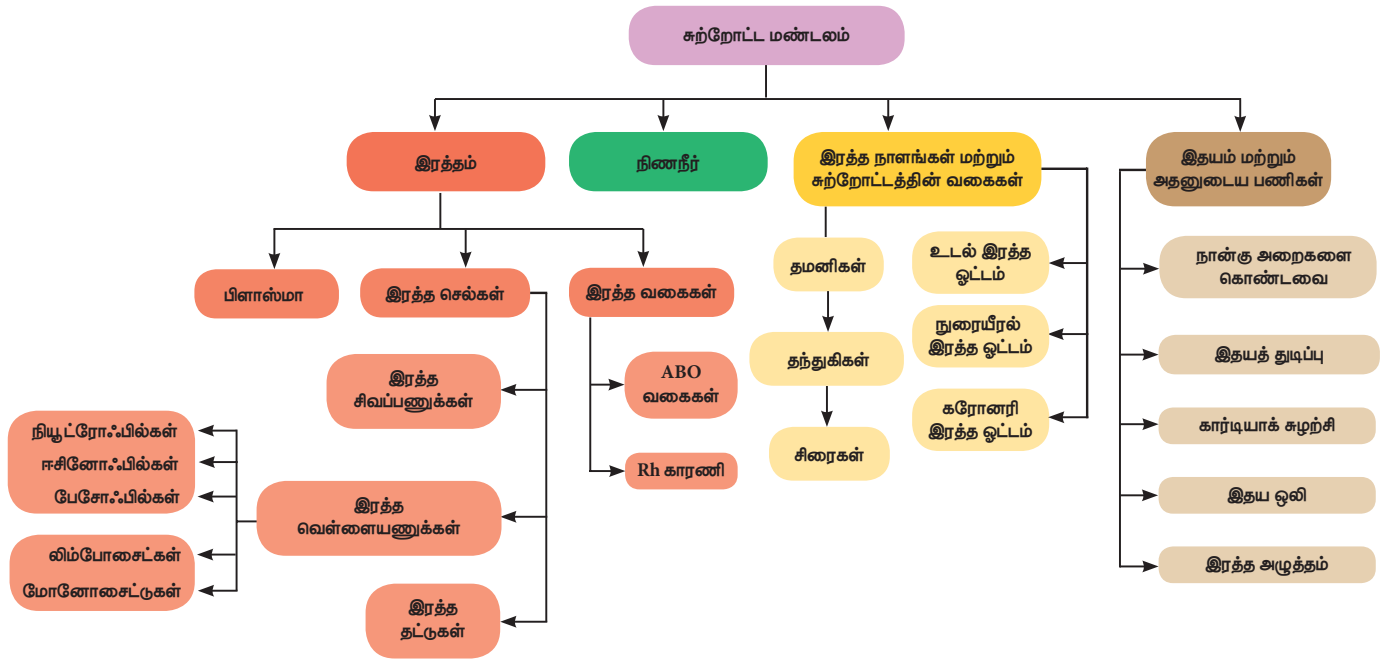 சுற்றோட்ட மண்டலம்
இரத்தம்
நிணநீர்
இரத்த நாளங்கள் மற்றும்
சுற்றோட்டத்தின் வகைகள்
இதயம் மற்றும்
அதனுடைய பணிகள்
பிளாஸ்மா
இரத்த செல்கள்
இரத்த வகைகள்
இரத்த
சிவப்பணுக்கள்
இரத்த
வெள்ளையணுக்கள்
இரத்த
தட்டுகள்
நியூட்ரோஃபில்கள்
ஈசினோஃபில்கள்
பேசோஃபில்கள்
லிம்போசைட்கள்
மோனோசைட்டுகள்
ABO
வகைகள்
Rh காரணி
தமனிகள்
தந்துகிகள்
சிரைகள்
உடல் இரத்த
ஓட்டம்
நுரையீரல்
இரத்த ஓட்டம்
கரோனரி
இரத்த ஓட்டம்
நான்கு அறைகளை
கொண்டவை
இதயத் துடிப்பு
கார்டியாக் சுழற்சி
இதய ஒலி
இரத்த அழுத்தம்